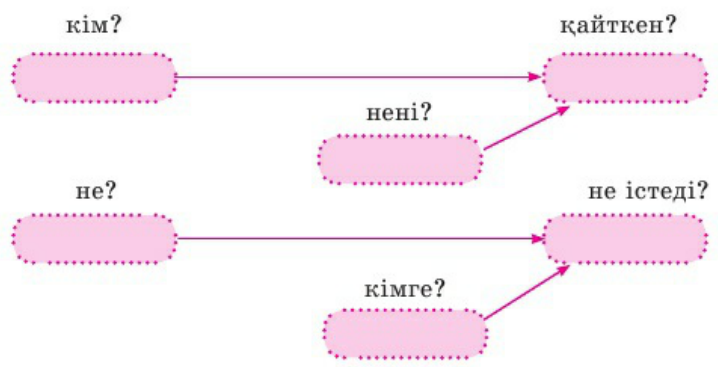 кім?
қайткен?
нені?
не?
не істеді?
кімге?